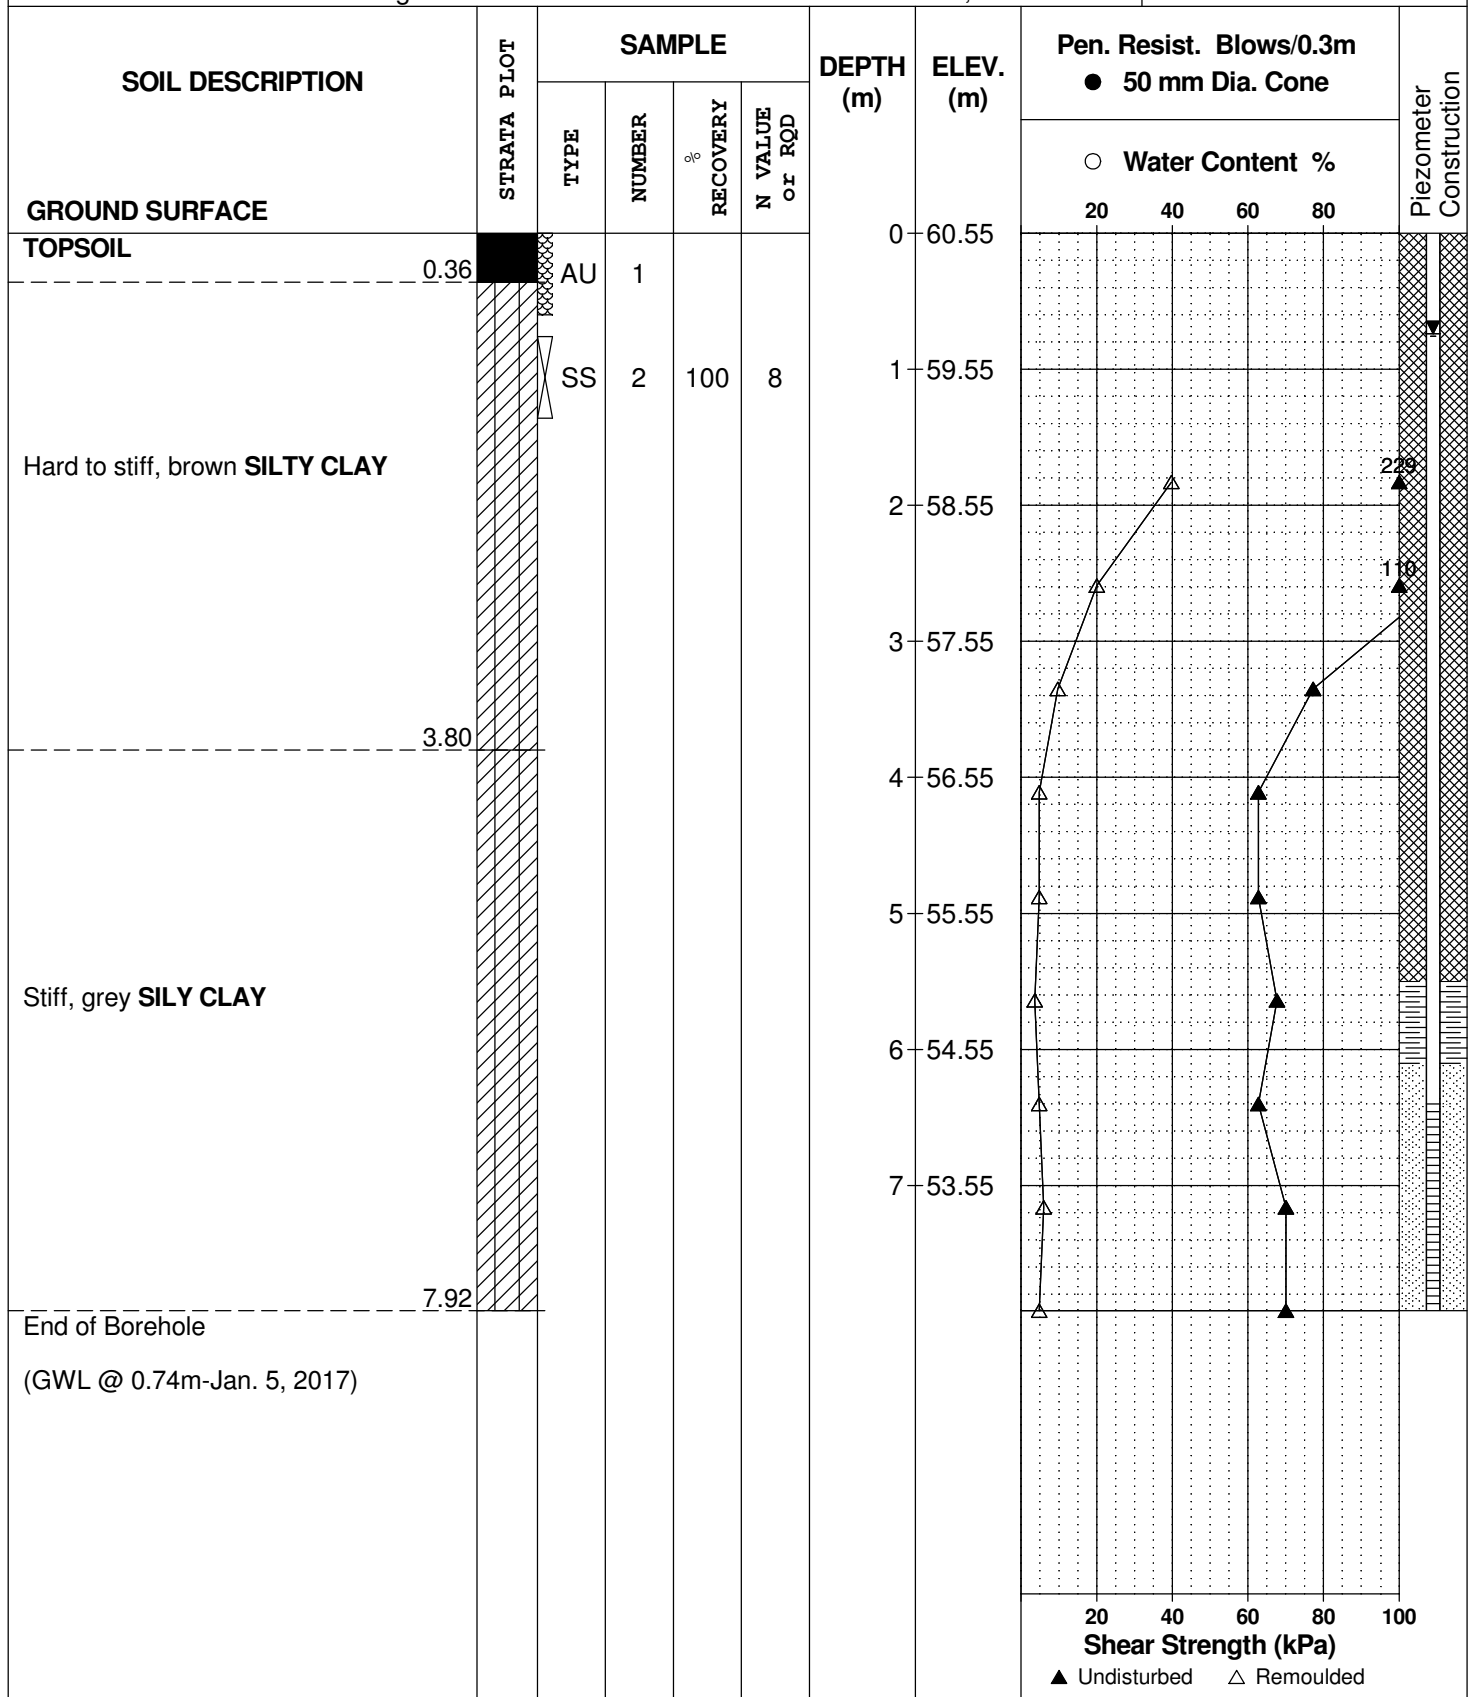 SOIL DESCRIPTION
GROUND SURFACE
STRATA PLOT
SAMPLE
TYPE
NUMBER
% RECOVERY
N VALUE or RQD
DEPTH (m)
ELEV. (m)
Pen. Resist. Blows/0.3m
● 50 mm Dia. Cone
○ Water Content %
20 40 60 80
Piezometer Construction
TOPSOIL
0.36
AU 1
SS 2 100 8
0 60.55
1 59.55
2 58.55
3 57.55
4 56.55
5 55.55
6 54.55
7 53.55
229
110
Hard to stiff, brown SILTY CLAY
3.80
Stiff, grey SILY CLAY
7.92
End of Borehole
(GWL @ 0.74m-Jan. 5, 2017)
20 40 60 80 100
Shear Strength (kPa)
▲ Undisturbed △ Remoulded